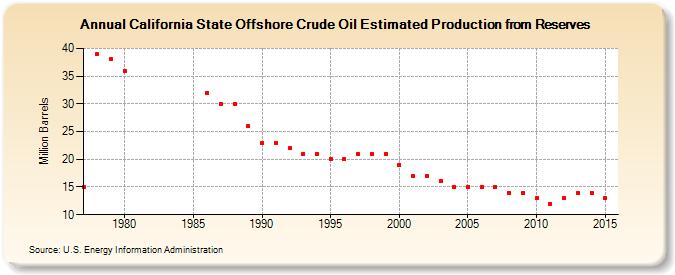 Annual California State Offshore Crude Oil Estimated Production from Reserves
Million Barrels
40
35
30
25
20
15
10
1980 1985 1990 1995 2000 2005 2010 2015
Source: U.S. Energy Information Administration